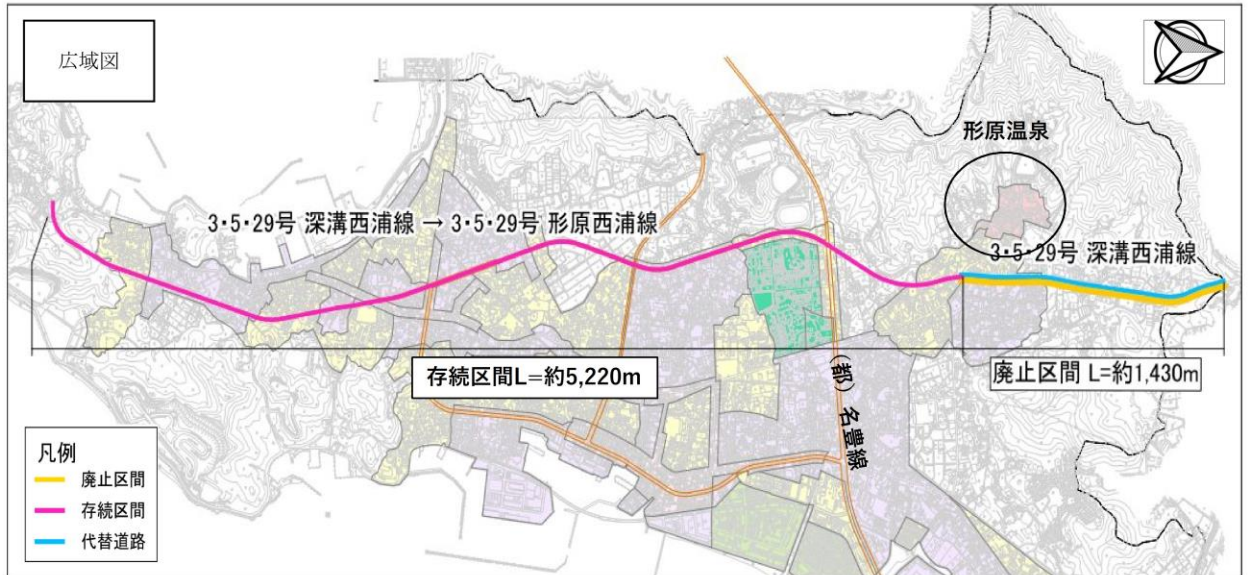 広域図
形原温泉
3・5・29号 深溝西浦線 → 3・5・29号 形原西浦線
3・5・29号 深溝西浦線
存続区間L=約5,220m
廃止区間 L=約1,430m
(都) 名豊線
凡例
廃止区間
存続区間
代替道路